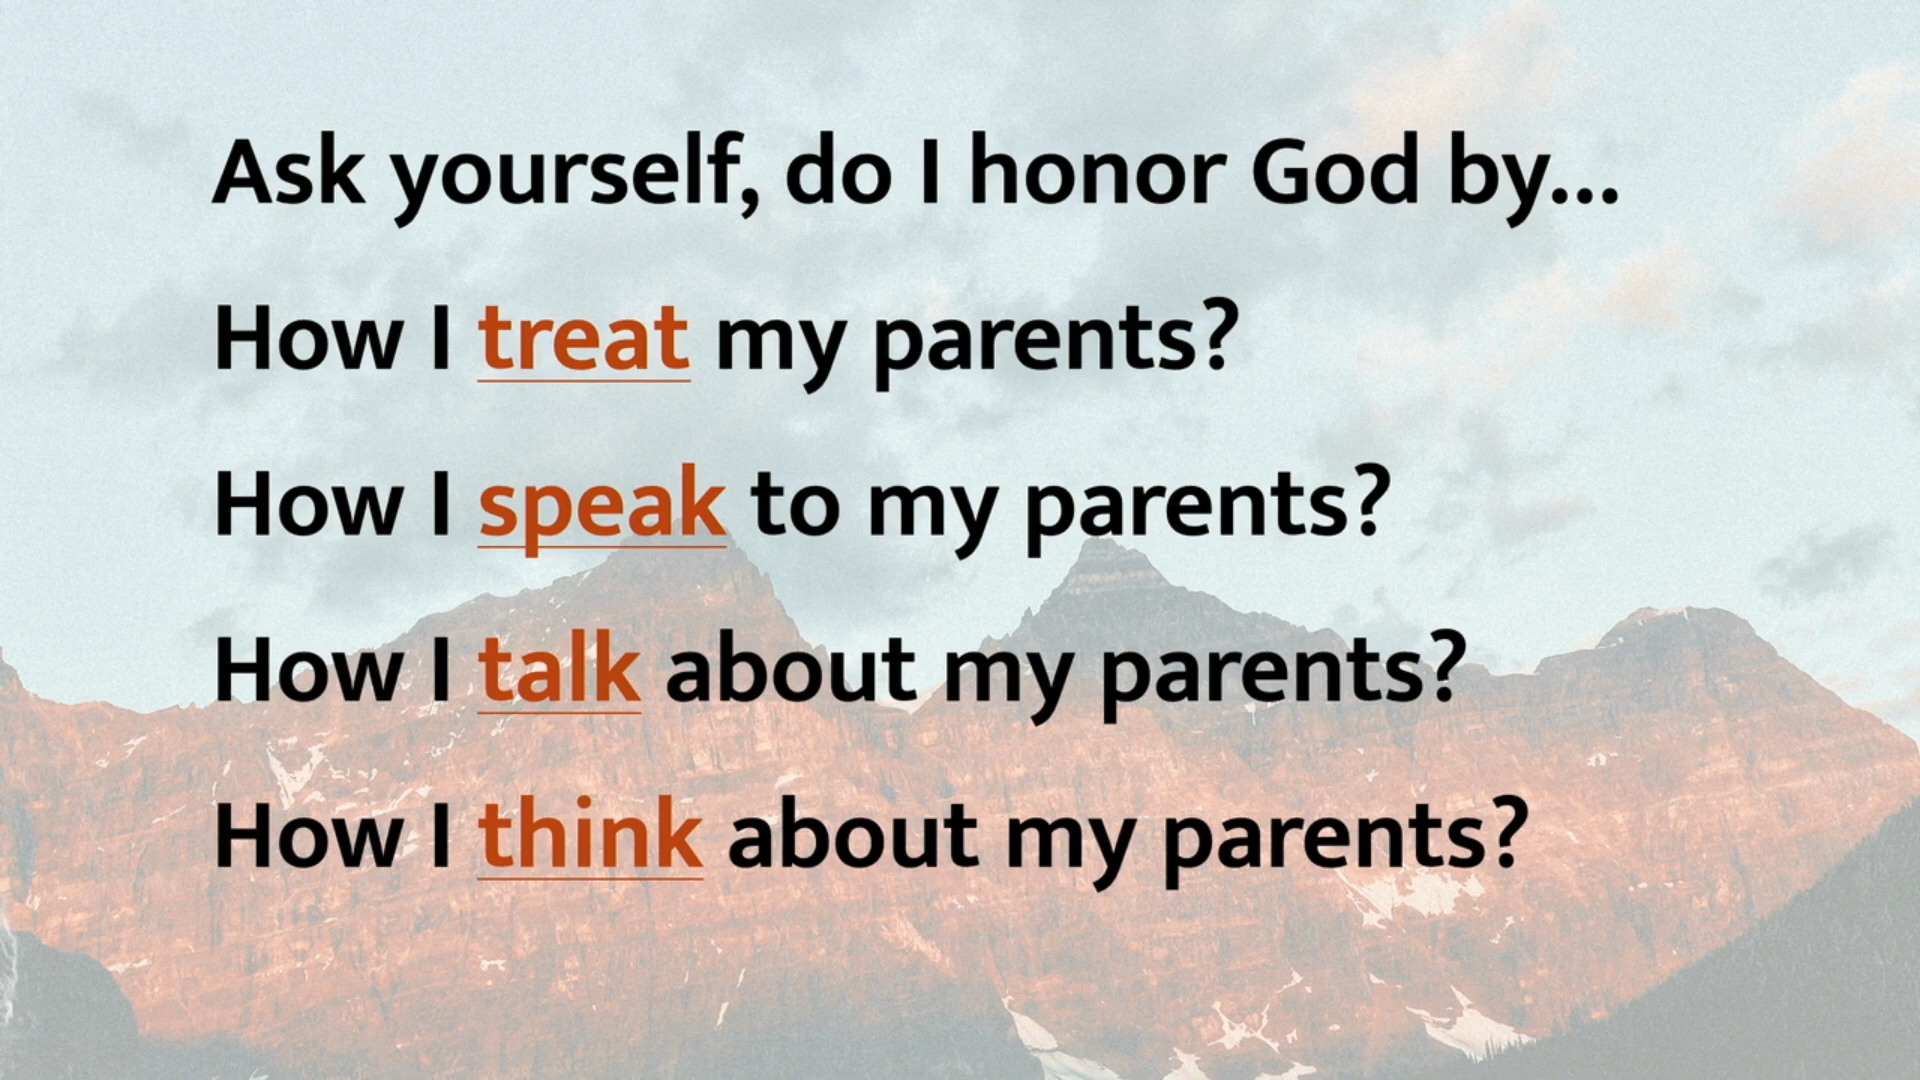 Ask yourself, do I honor God by...
How I treat my parents?
How I speak to my parents?
How I talk about my parents?
How I think about my parents?